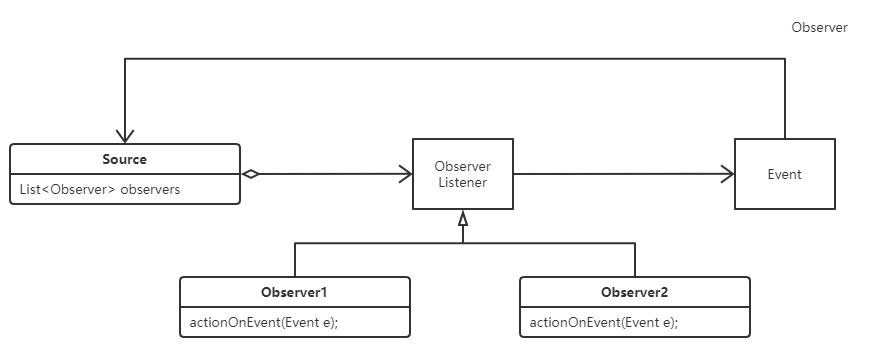 Observer
Source
List<Observer> observers
Observer
Listener
Event
Observer1
actionOnEvent(Event e);
Observer2
actionOnEvent(Event e);